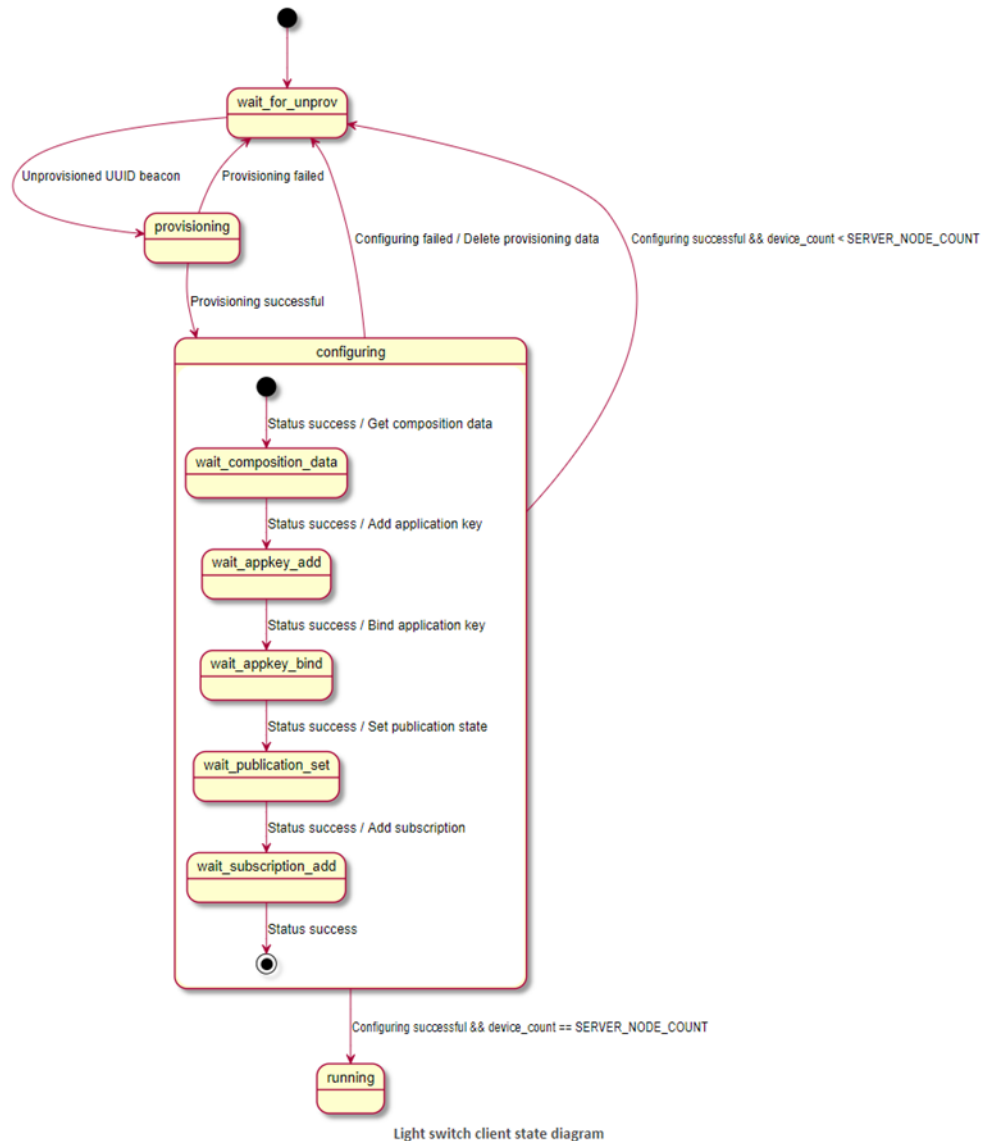 wait_for_unprov
Unprovisioned UUID beacon
Provisioning failed
provisioning
Configuring failed / Delete provisioning data
Configuring successful && device_count < SERVER_NODE_COUNT
Provisioning successful
configuring
Status success / Get composition data
wait_composition_data
Status success / Add application key
wait_appkey_add
Status success / Bind application key
wait_appkey_bind
Status success / Set publication state
wait_publication_set
Status success / Add subscription
wait_subscription_add
Status success
Configuring successful && device_count == SERVER_NODE_COUNT
running
Light switch client state diagram